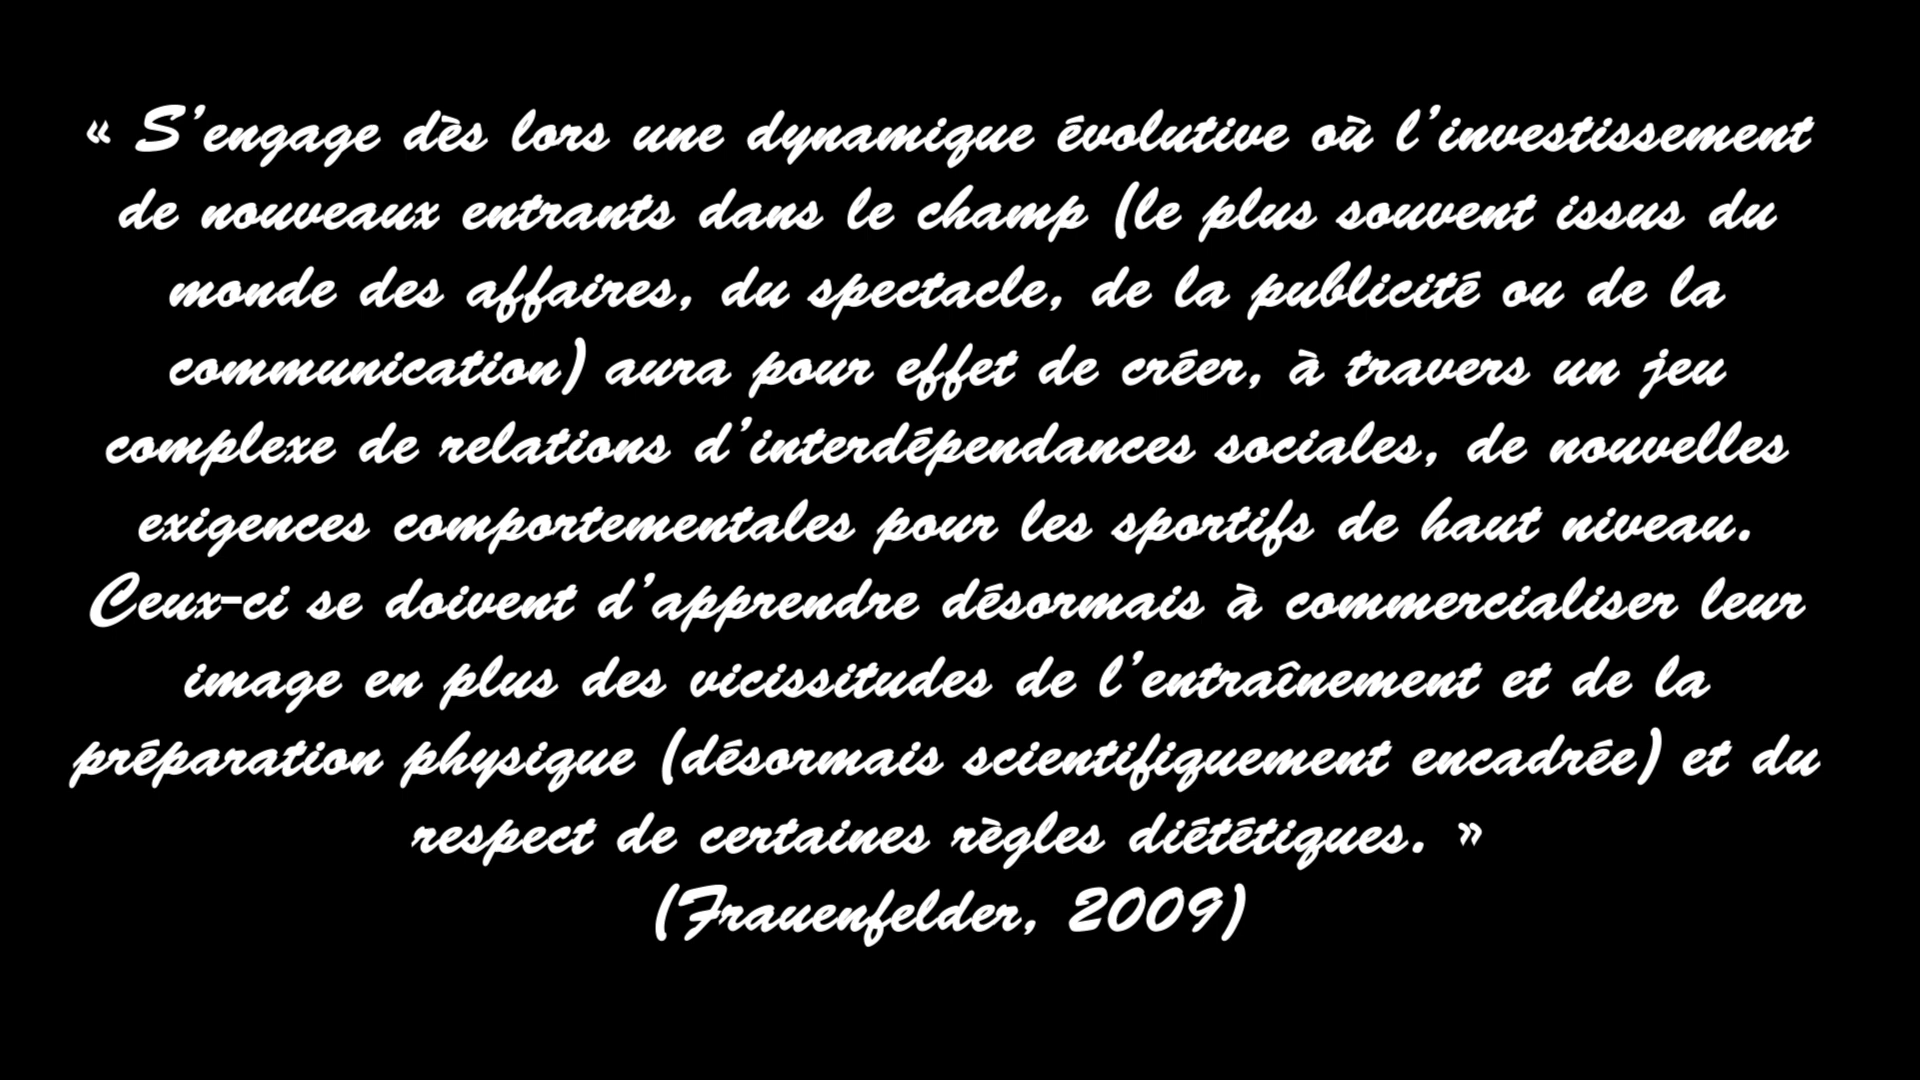 « S’engage dès lors une dynamique évolutive où l’investissement
de nouveaux entrants dans le champ (le plus souvent issus du
monde des affaires, du spectacle, de la publicité ou de la
communication) aura pour effet de créer, à travers un jeu
complexe de relations d’interdépendances sociales, de nouvelles
exigences comportementales pour les sportifs de haut niveau.
Ceux-ci se doivent d’apprendre désormais à commercialiser leur
image en plus des vicissitudes de l’entraînement et de la
préparation physique (désormais scientifiquement encadrée) et du
respect de certaines règles diététiques. »
(Frauenfelder, 2009)